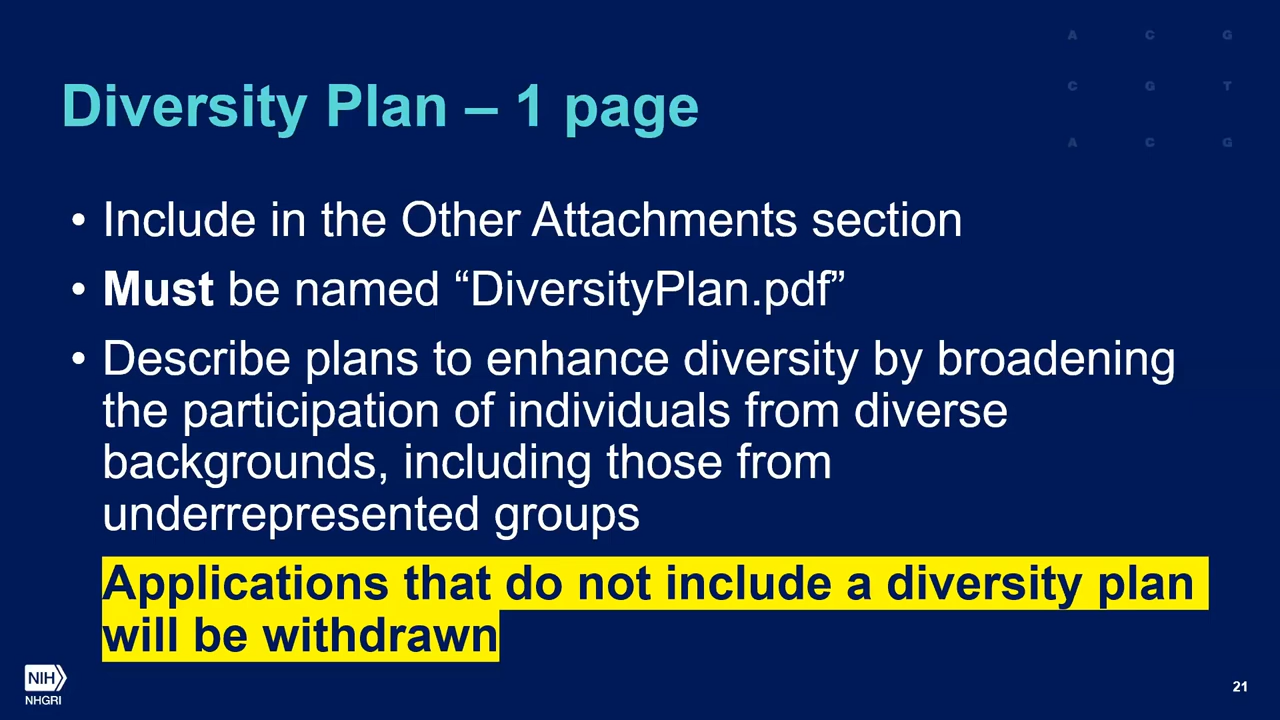 A C G
C G T
A C G
Diversity Plan – 1 page
• Include in the Other Attachments section
• Must be named “DiversityPlan.pdf”
• Describe plans to enhance diversity by broadening
the participation of individuals from diverse
backgrounds, including those from
underrepresented groups
Applications that do not include a diversity plan
will be withdrawn
NIH
NHGRI
21